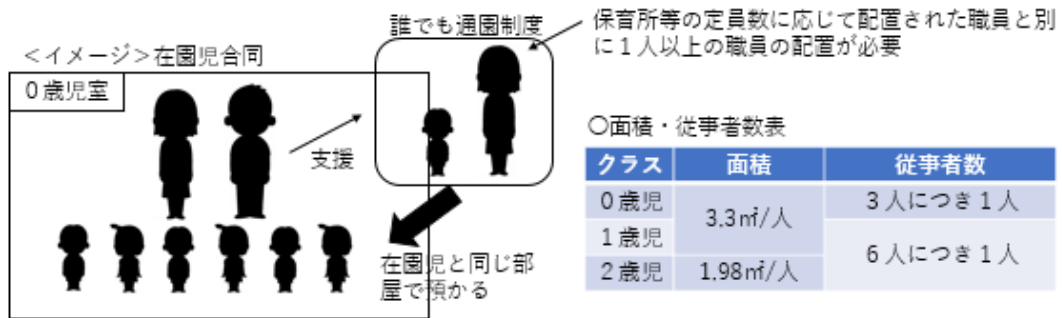 誰でも通園制度
保育所等の定員数に応じて配置された職員と別
に１人以上の職員の配置が必要
＜イメージ＞在園児合同
０歳児室
支援
在園児と同じ部
屋で預かる
○面積・従事者数表
クラス 面積 従事者数
０歳児 3.3㎡/人 ３人につき１人
１歳児 ６人につき１人
２歳児 1.98㎡/人